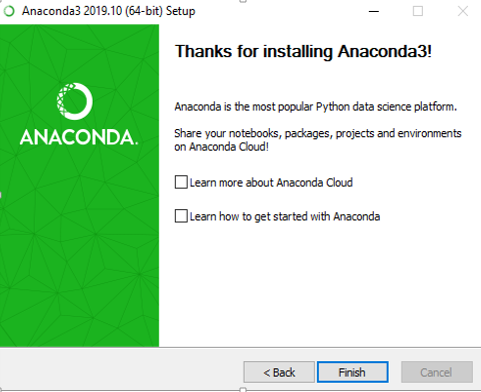 Anaconda3 2019.10 (64-bit) Setup
Thanks for installing Anaconda3!
ANACONDA.
Anaconda is the most popular Python data science platform.
Share your notebooks, packages, projects and environments
on Anaconda Cloud!
Learn more about Anaconda Cloud
Learn how to get started with Anaconda
< Back
Finish
Cancel